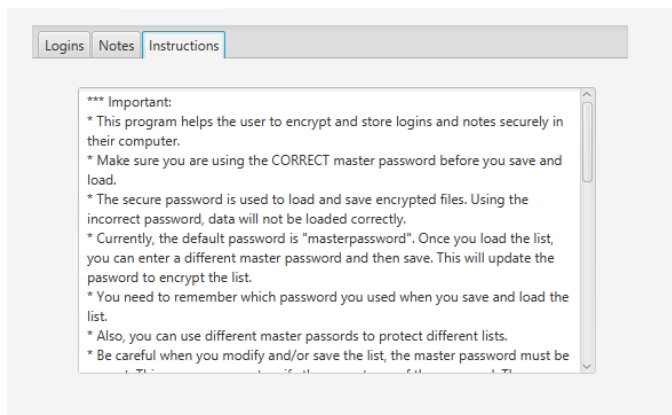 Logins Notes Instructions
*** Important:
* This program helps the user to encrypt and store logins and notes securely in
their computer.
* Make sure you are using the CORRECT master password before you save and
load.
* The secure password is used to load and save encrypted files. Using the
incorrect password, data will not be loaded correctly.
* Currently, the default password is "masterpassword". Once you load the list,
you can enter a different master password and then save. This will update the
pasword to encrypt the list.
* You need to remember which password you used when you save and load the
list.
* Also, you can use different master passords to protect different lists.
* Be careful when you modify and/or save the list, the master password must be